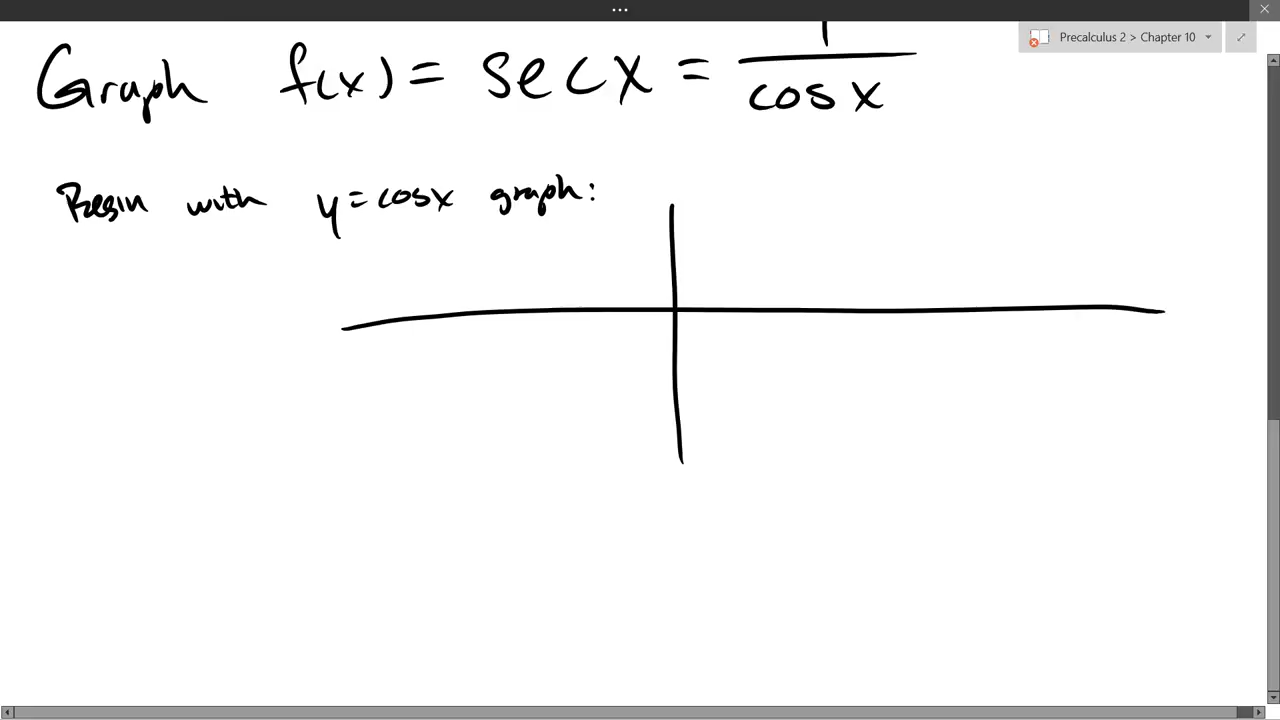 Precalculus 2 > Chapter 10
Graph f(x) = sec x = 1/cos x
Begin with y = cos x graph: